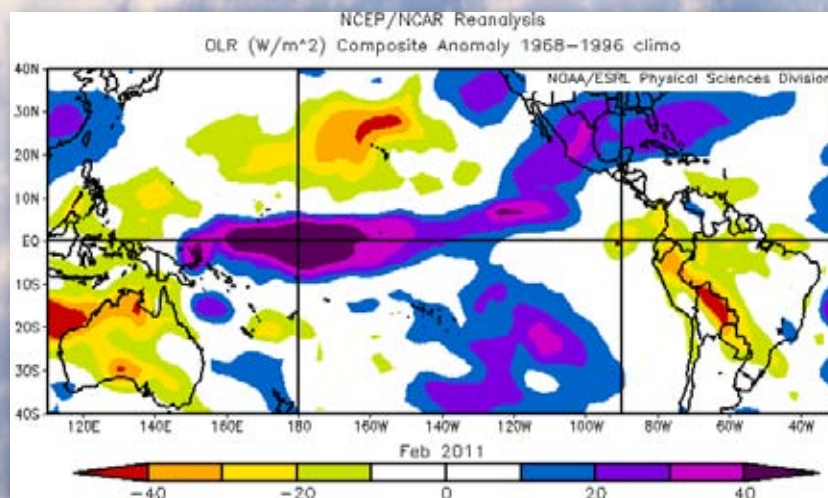 NCEP/NCAR Reanalysis
OLR (W/m^2) Composite Anomaly 1968-1996 climo
NOAA/ESRL Physical Sciences Division
40N
30N
20N
10N
EQ
10S
20S
30S
40S
120E 140E 160E 180 160W 140W 120W 100W 80W 60W 40W
Feb 2011
-40 -20 0 20 40